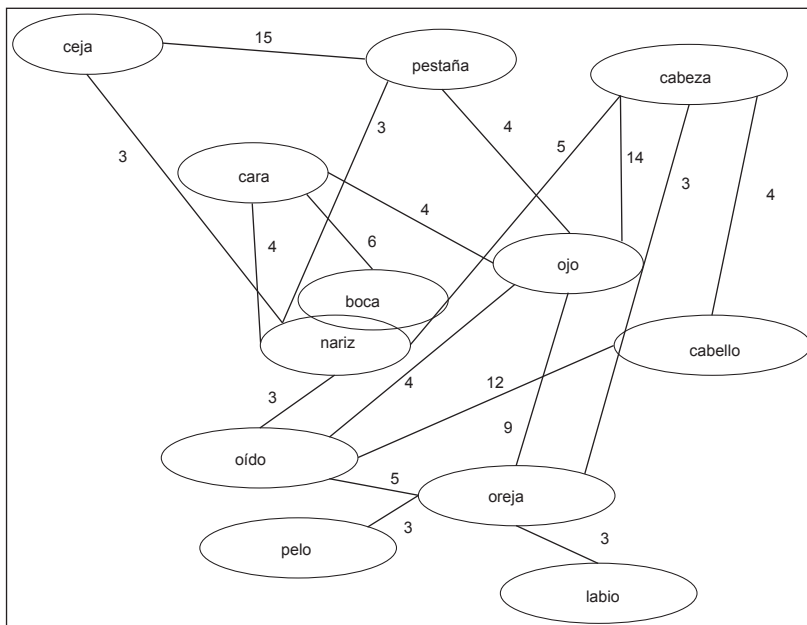 15
ceja
pestaña
cabeza
3
4
5
14
3
3
cara
4
4
4
6
ojo
boca
nariz
cabello
3
4
12
9
oído
5
oreja
3
3
pelo
labio